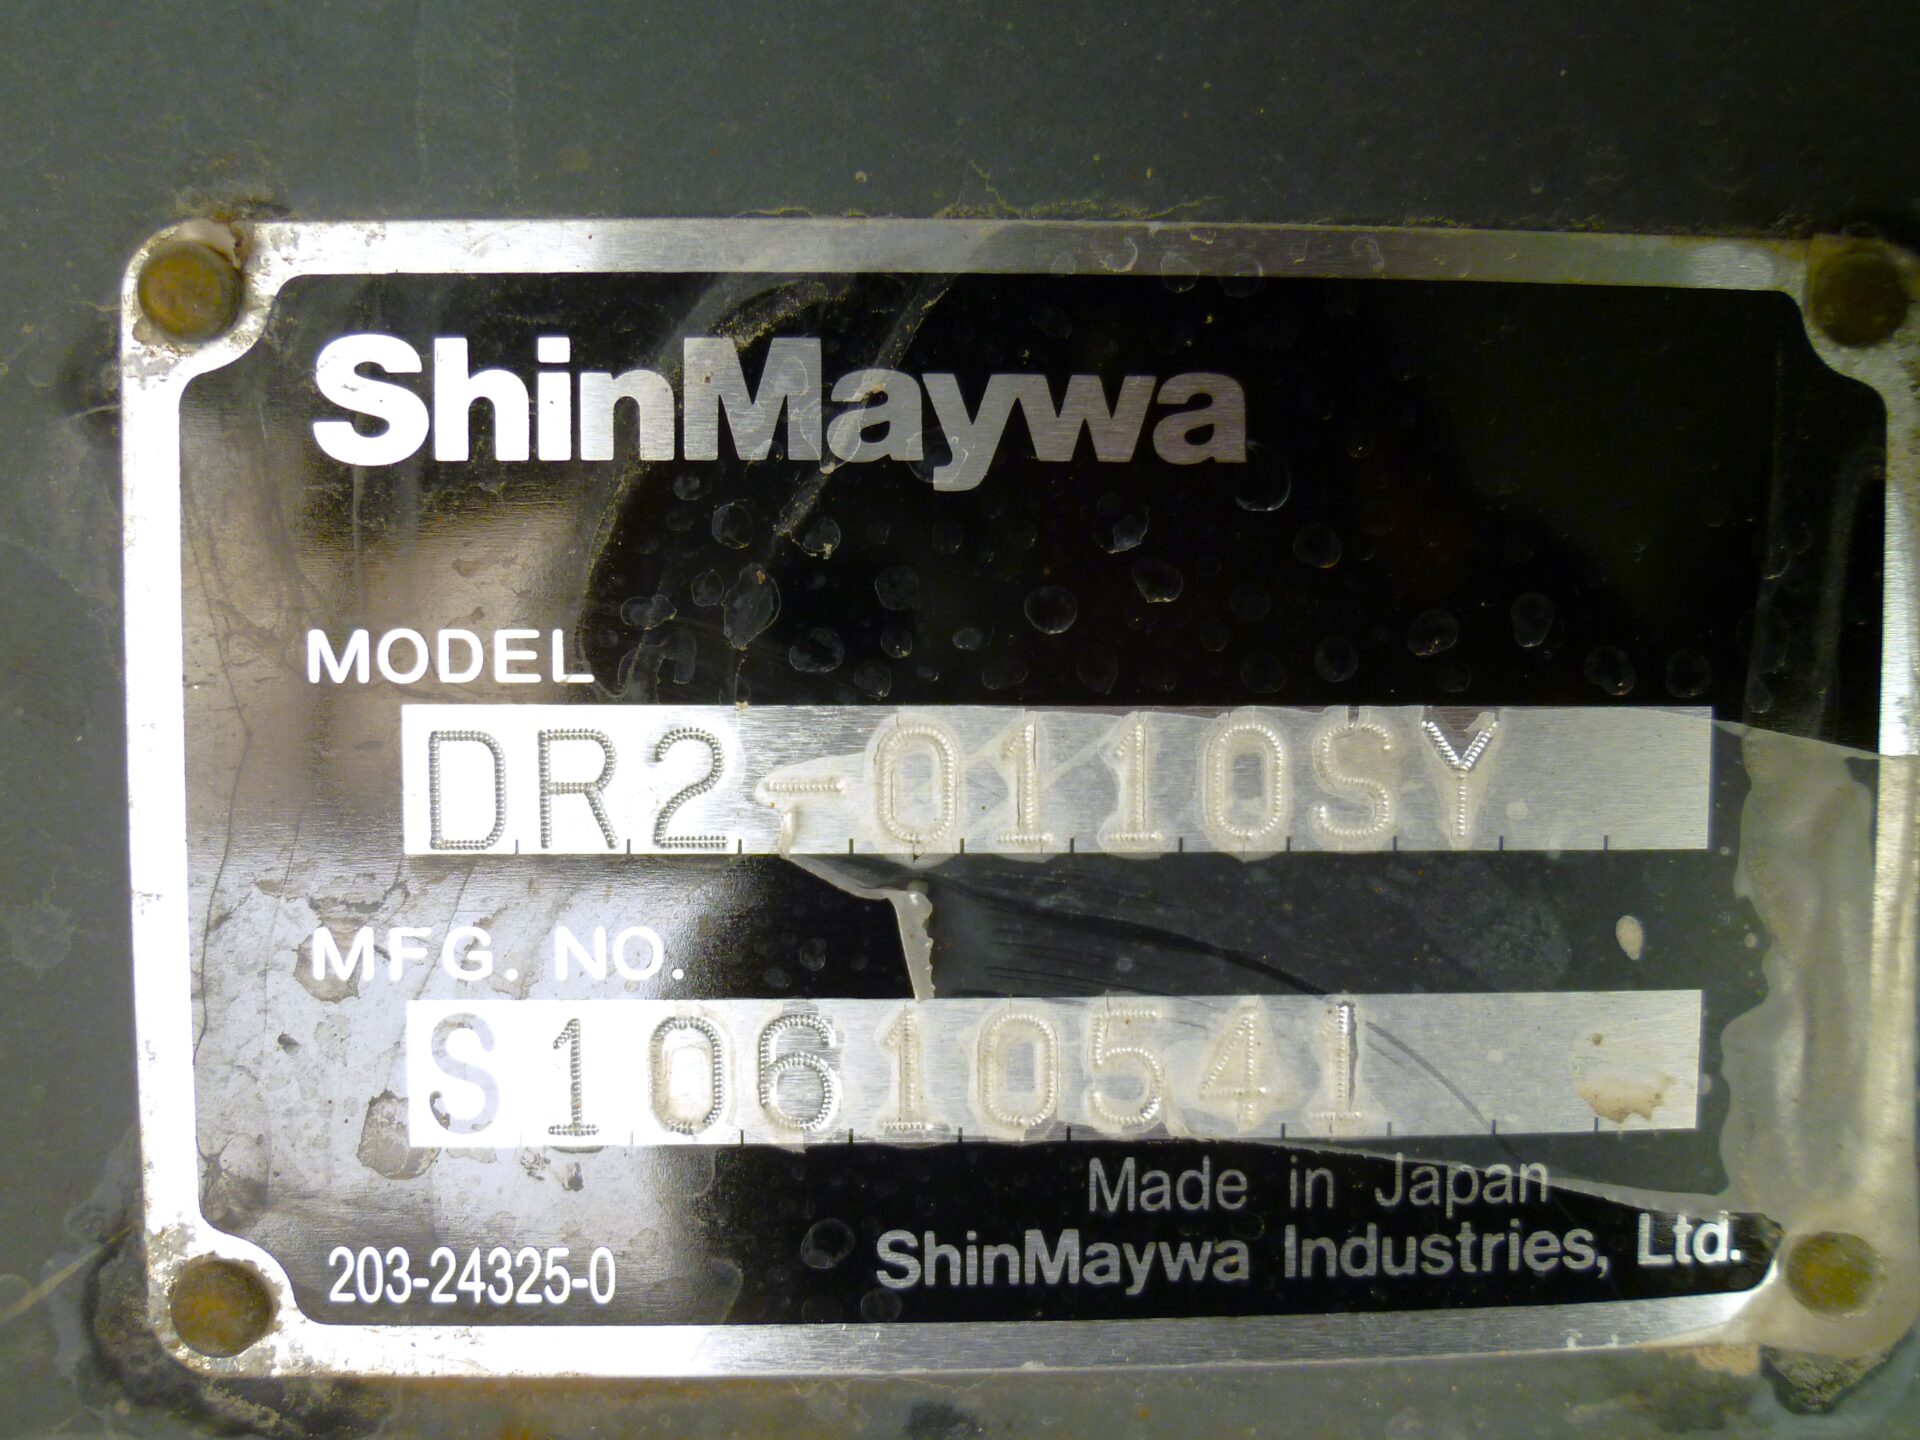 ShinMaywa
MODEL
DR2-0110SY
MFG. NO.
S10610541
Made in Japan
203-24325-0
ShinMaywa Industries, Ltd.